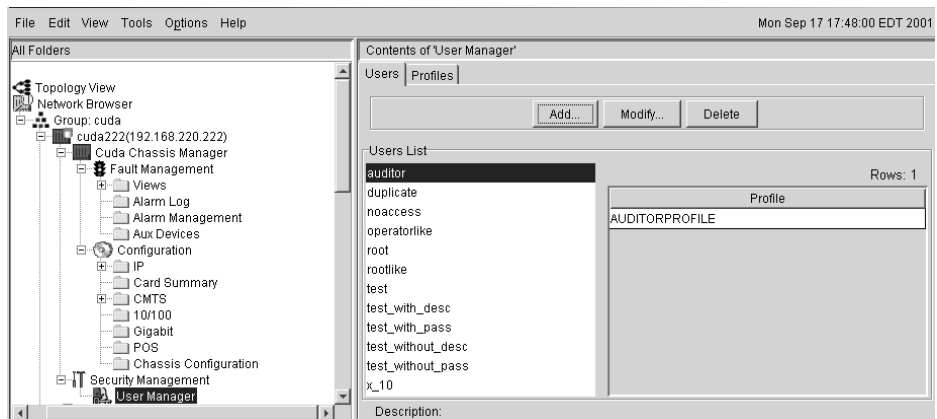 File Edit View Tools Options Help
Mon Sep 17 17:48:00 EDT 2001
All Folders
Topology View
Network Browser
Group: cuda
cuda222(192.168.220.222)
Cuda Chassis Manager
Fault Management
Views
Alarm Log
Alarm Management
Aux Devices
Configuration
IP
Card Summary
CMTS
10/100
Gigabit
POS
Chassis Configuration
Security Management
User Manager
Contents of 'User Manager'
Users Profiles
Add... Modify... Delete
Users List
auditor
duplicate
noaccess
operatorlike
root
rootlike
test
test_with_desc
test_with_pass
test_without_desc
test_without_pass
x_10
Rows: 1
Profile
AUDITORPROFILE
Description: